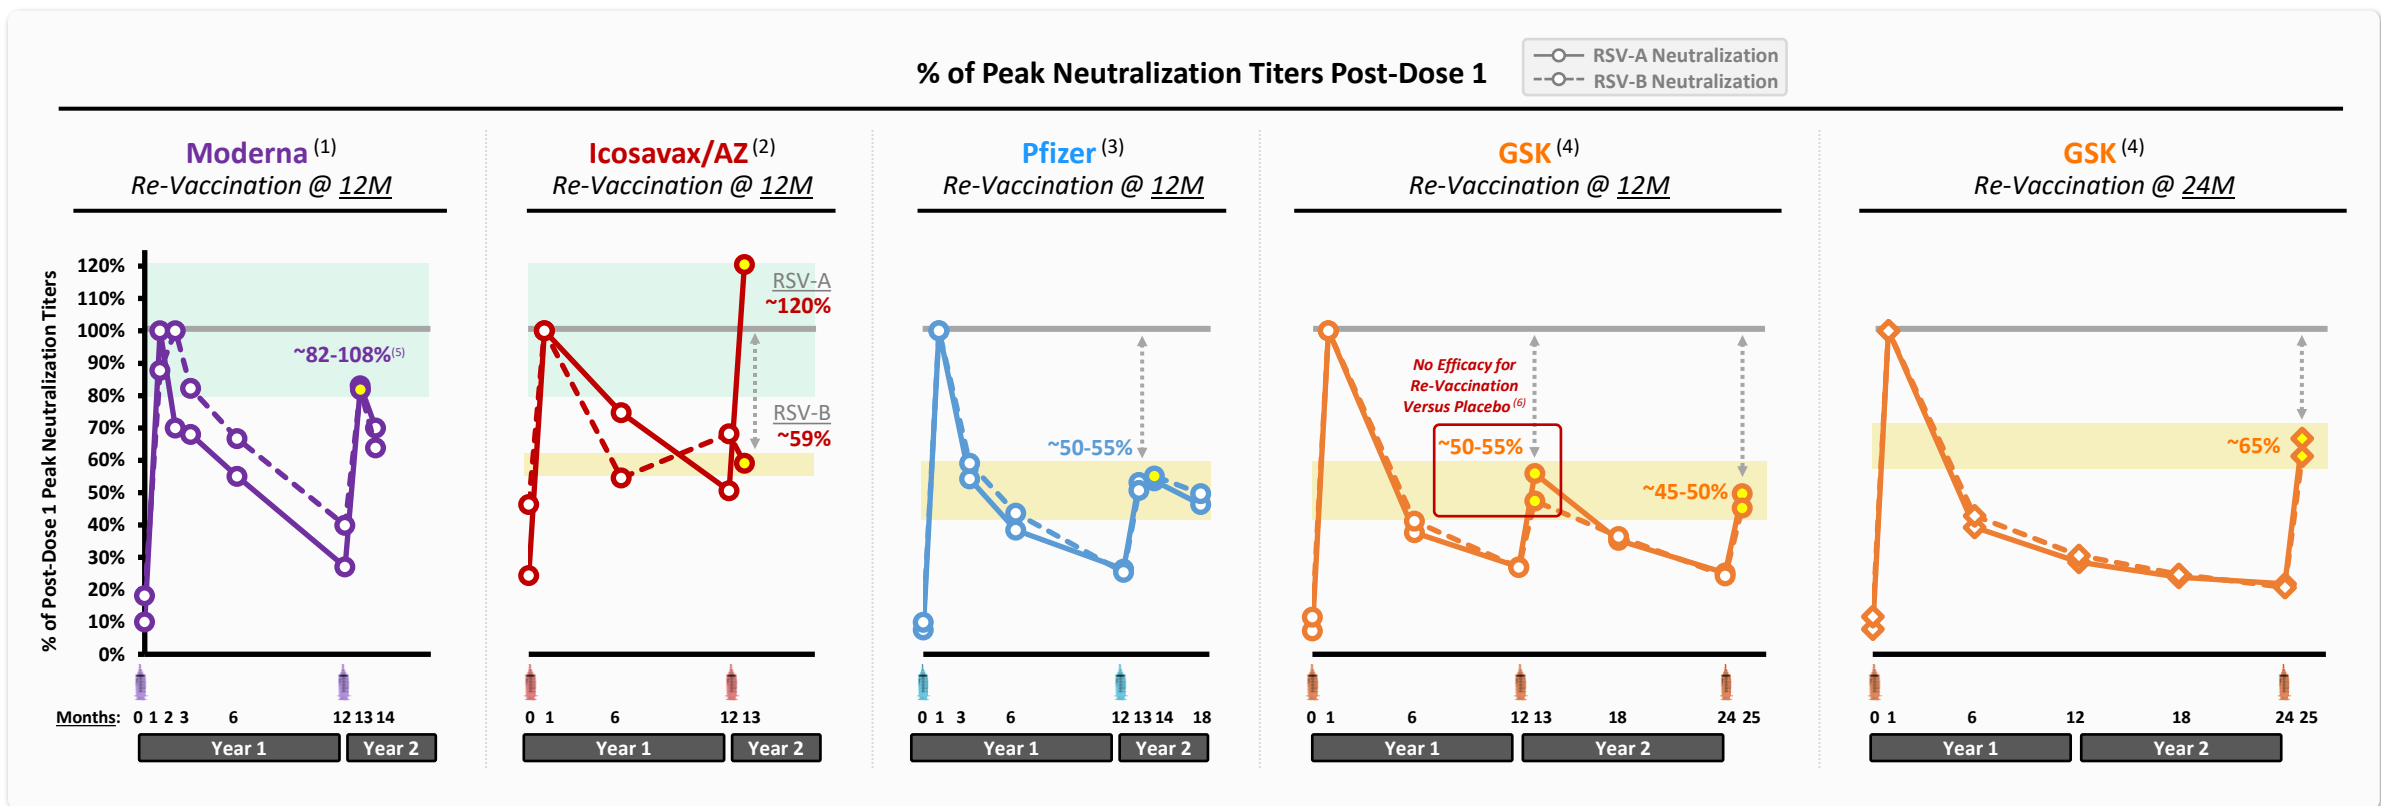 % of Peak Neutralization Titers Post-Dose 1
RSV-A Neutralization
RSV-B Neutralization
Moderna (1)
Re-Vaccination @ 12M
Icosavax/AZ (2)
Re-Vaccination @ 12M
Pfizer (3)
Re-Vaccination @ 12M
GSK (4)
Re-Vaccination @ 12M
GSK (4)
Re-Vaccination @ 24M
% of Post-Dose 1 Peak Neutralization Titers
120%
110%
100%
90%
80%
70%
60%
50%
40%
30%
20%
10%
0%
~82-108%(5)
RSV-A
~120%
RSV-B
~59%
~50-55%
No Efficacy for
Re-Vaccination
Versus Placebo (6)
~50-55%
~45-50%
~65%
Months: 0 1 2 3 6 12 13 14
0 1 6 12 13
0 1 3 6 12 13 14 18
0 1 6 12 13 18 24 25
0 1 6 12 18 24 25
Year 1 Year 2
Year 1 Year 2
Year 1 Year 2
Year 1 Year 2
Year 1 Year 2